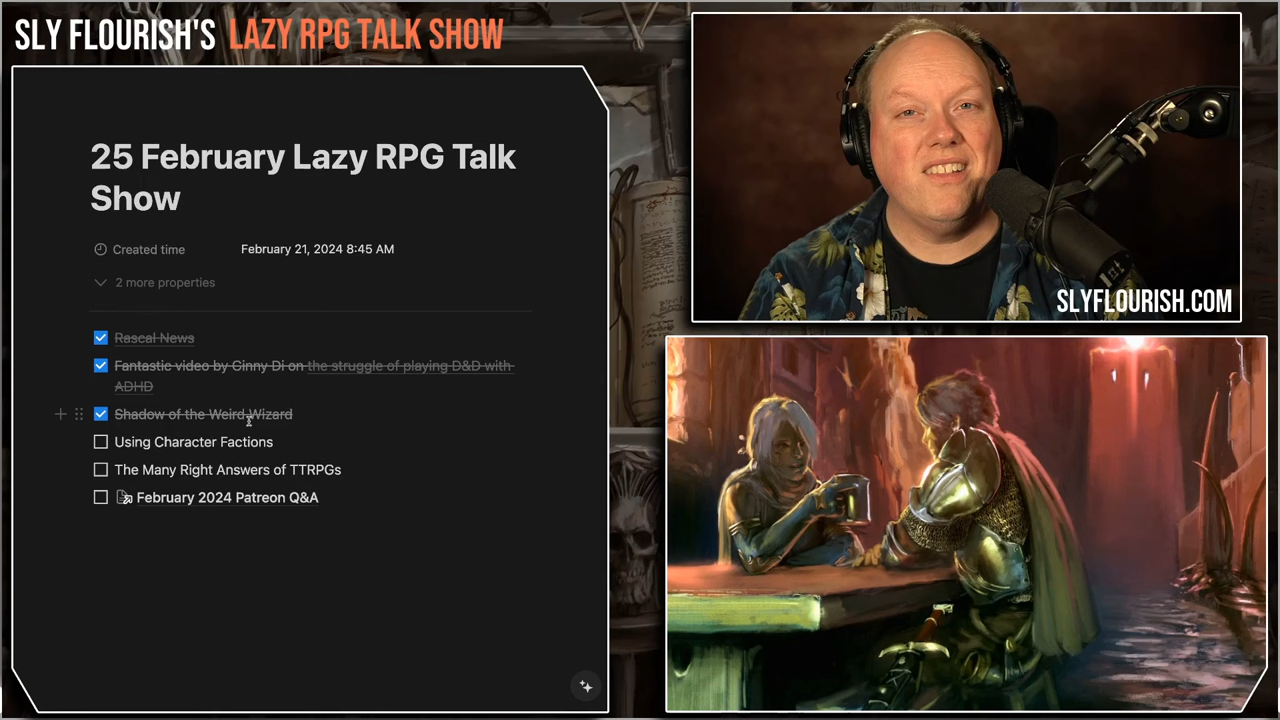 SLY FLOURISH'S LAZY RPG TALK SHOW
25 February Lazy RPG Talk
Show
Created time February 21, 2024 8:45 AM
2 more properties
Rascal News
Fantastic video by Ginny Di on the struggle of playing D&D with
ADHD
Shadow of the Weird Wizard
Using Character Factions
The Many Right Answers of TTRPGs
February 2024 Patreon Q&A
SLYFLOURISH.COM